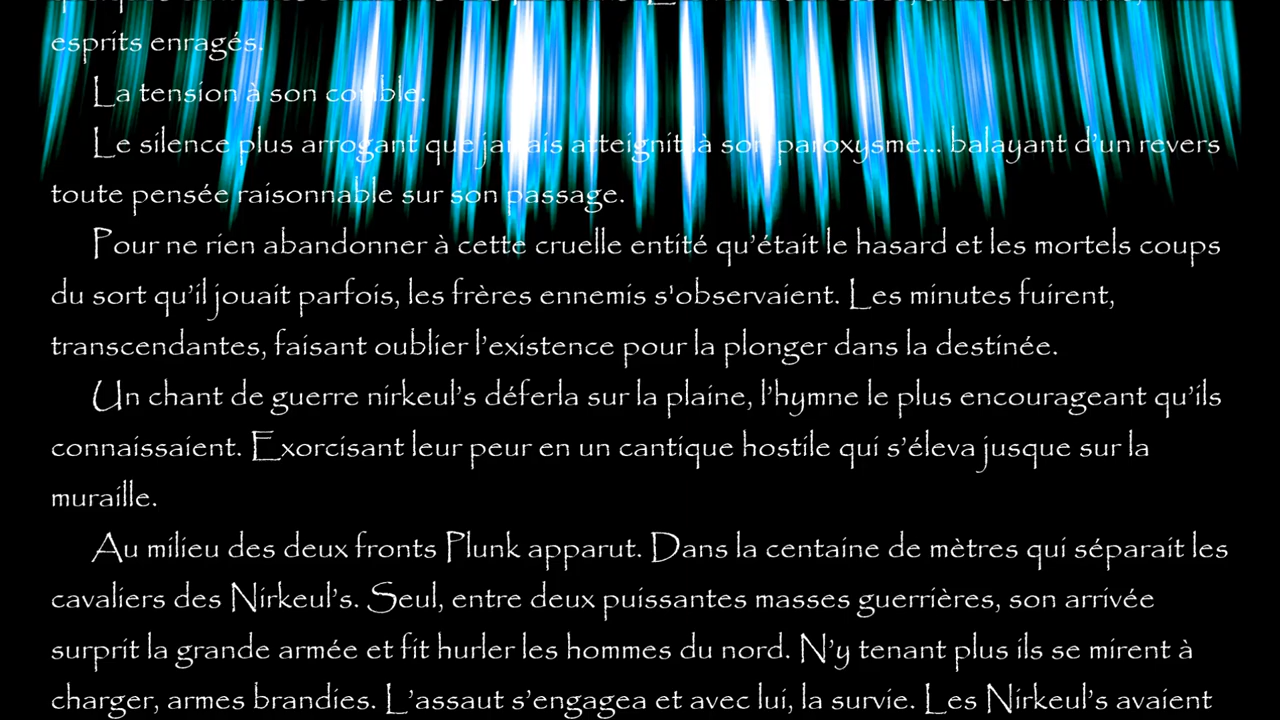 esprits enragés.
La tension à son comble.
Le silence plus arrogant que jamais atteignit là son paroxysme... balayant d'un revers
toute pensée raisonnable sur son passage.
Pour ne rien abandonner à cette cruelle entité qu'était le hasard et les mortels coups
du sort qu'il jouait parfois, les frères ennemis s'observaient. Les minutes fuirent,
transcendantes, faisant oublier l'existence pour la plonger dans la destinée.
Un chant de guerre nirkeul's déferla sur la plaine, l'hymne le plus encourageant qu'ils
connaissaient. Exorcisant leur peur en un cantique hostile qui s'éleva jusque sur la
muraille.
Au milieu des deux fronts Plunk apparut. Dans la centaine de mètres qui séparait les
cavaliers des Nirkeul's. Seul, entre deux puissantes masses guerrières, son arrivée
surprit la grande armée et fit hurler les hommes du nord. N'y tenant plus ils se mirent à
charger, armes brandies. L'assaut s'engagea et avec lui, la survie. Les Nirkeul's avaient